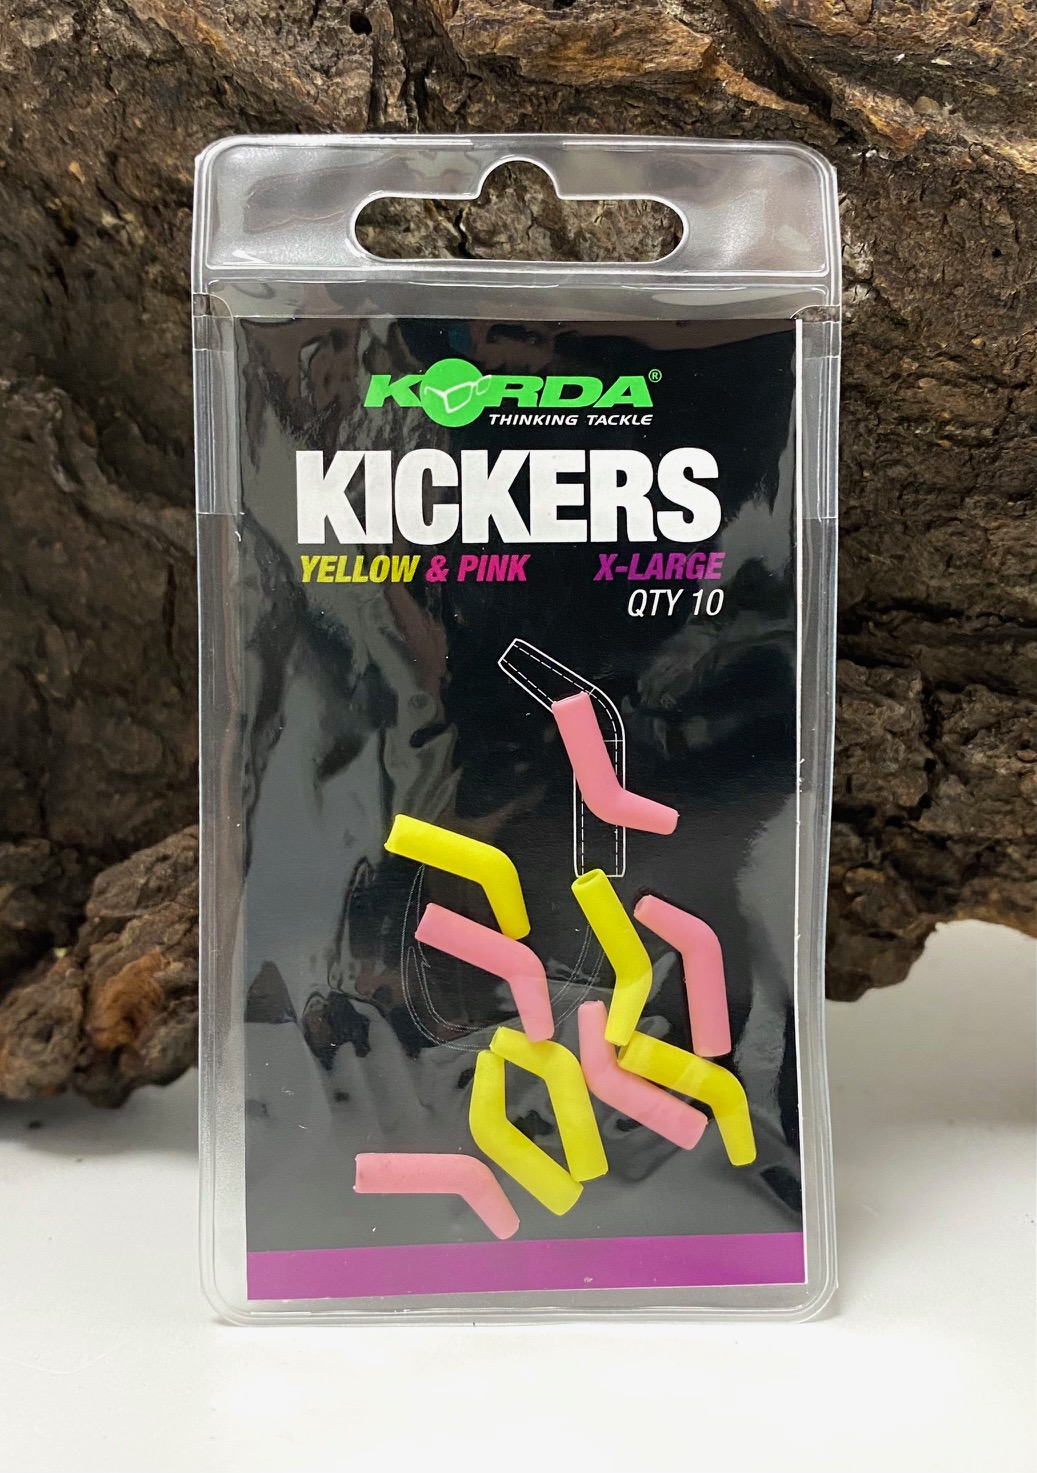 KORDA®
THINKING TACKLE
KICKERS
YELLOW & PINK X-LARGE
QTY 10